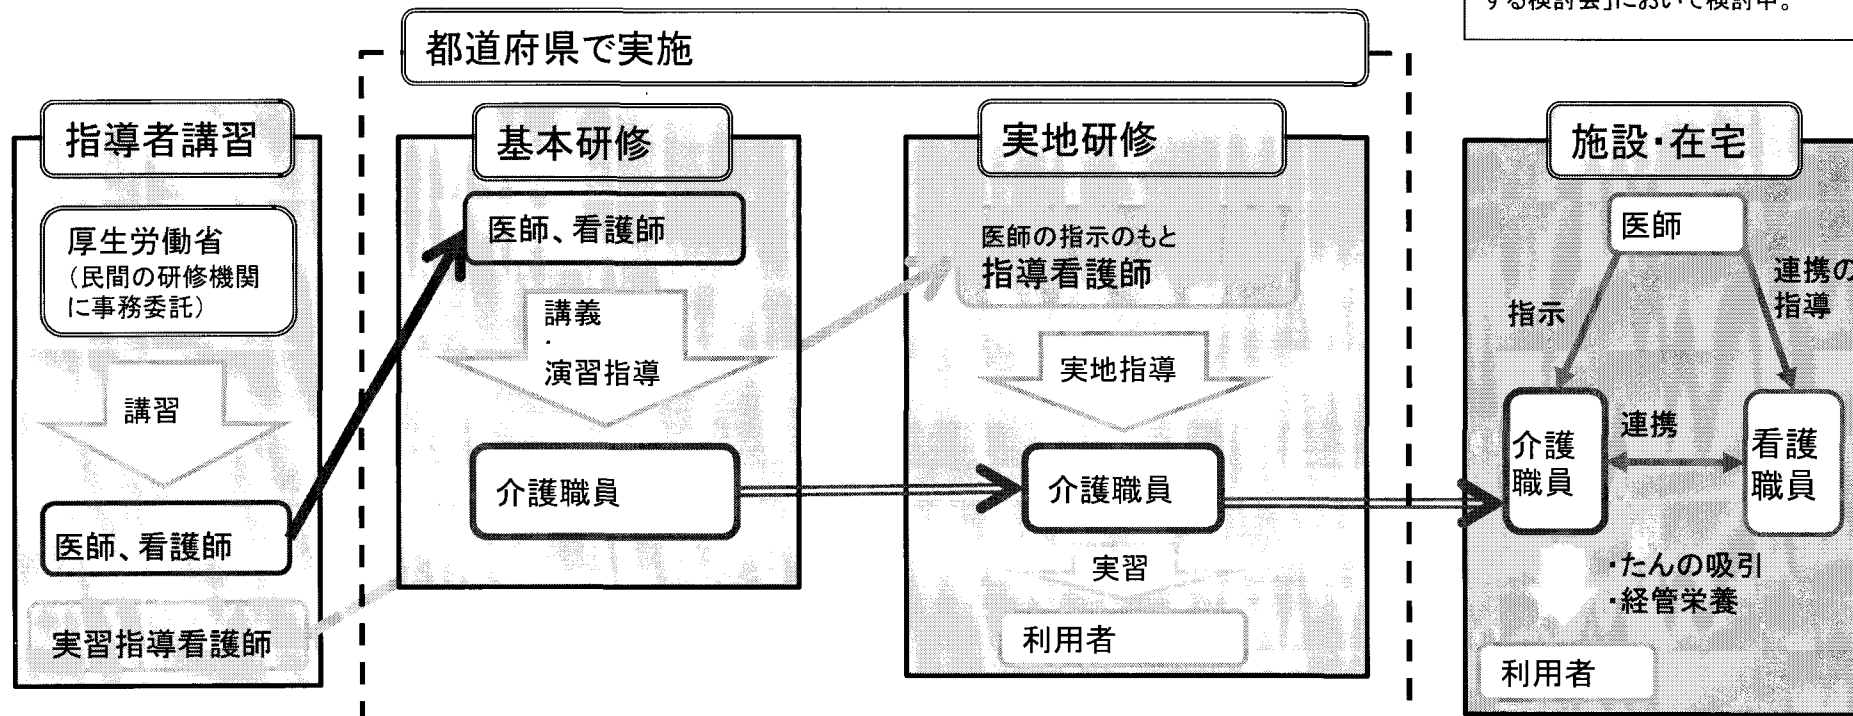 する検討会」において検討中。
都道府県で実施
指導者講習
厚生労働省
（民間の研修機関
に事務委託）
講習
医師、看護師
実習指導看護師
基本研修
医師、看護師
講義
・
演習指導
介護職員
実地研修
医師の指示のもと
指導看護師
実地指導
介護職員
実習
利用者
施設・在宅
医師
指示
連携の
指導
介護
職員
連携
看護
職員
・たんの吸引
・経管栄養
利用者